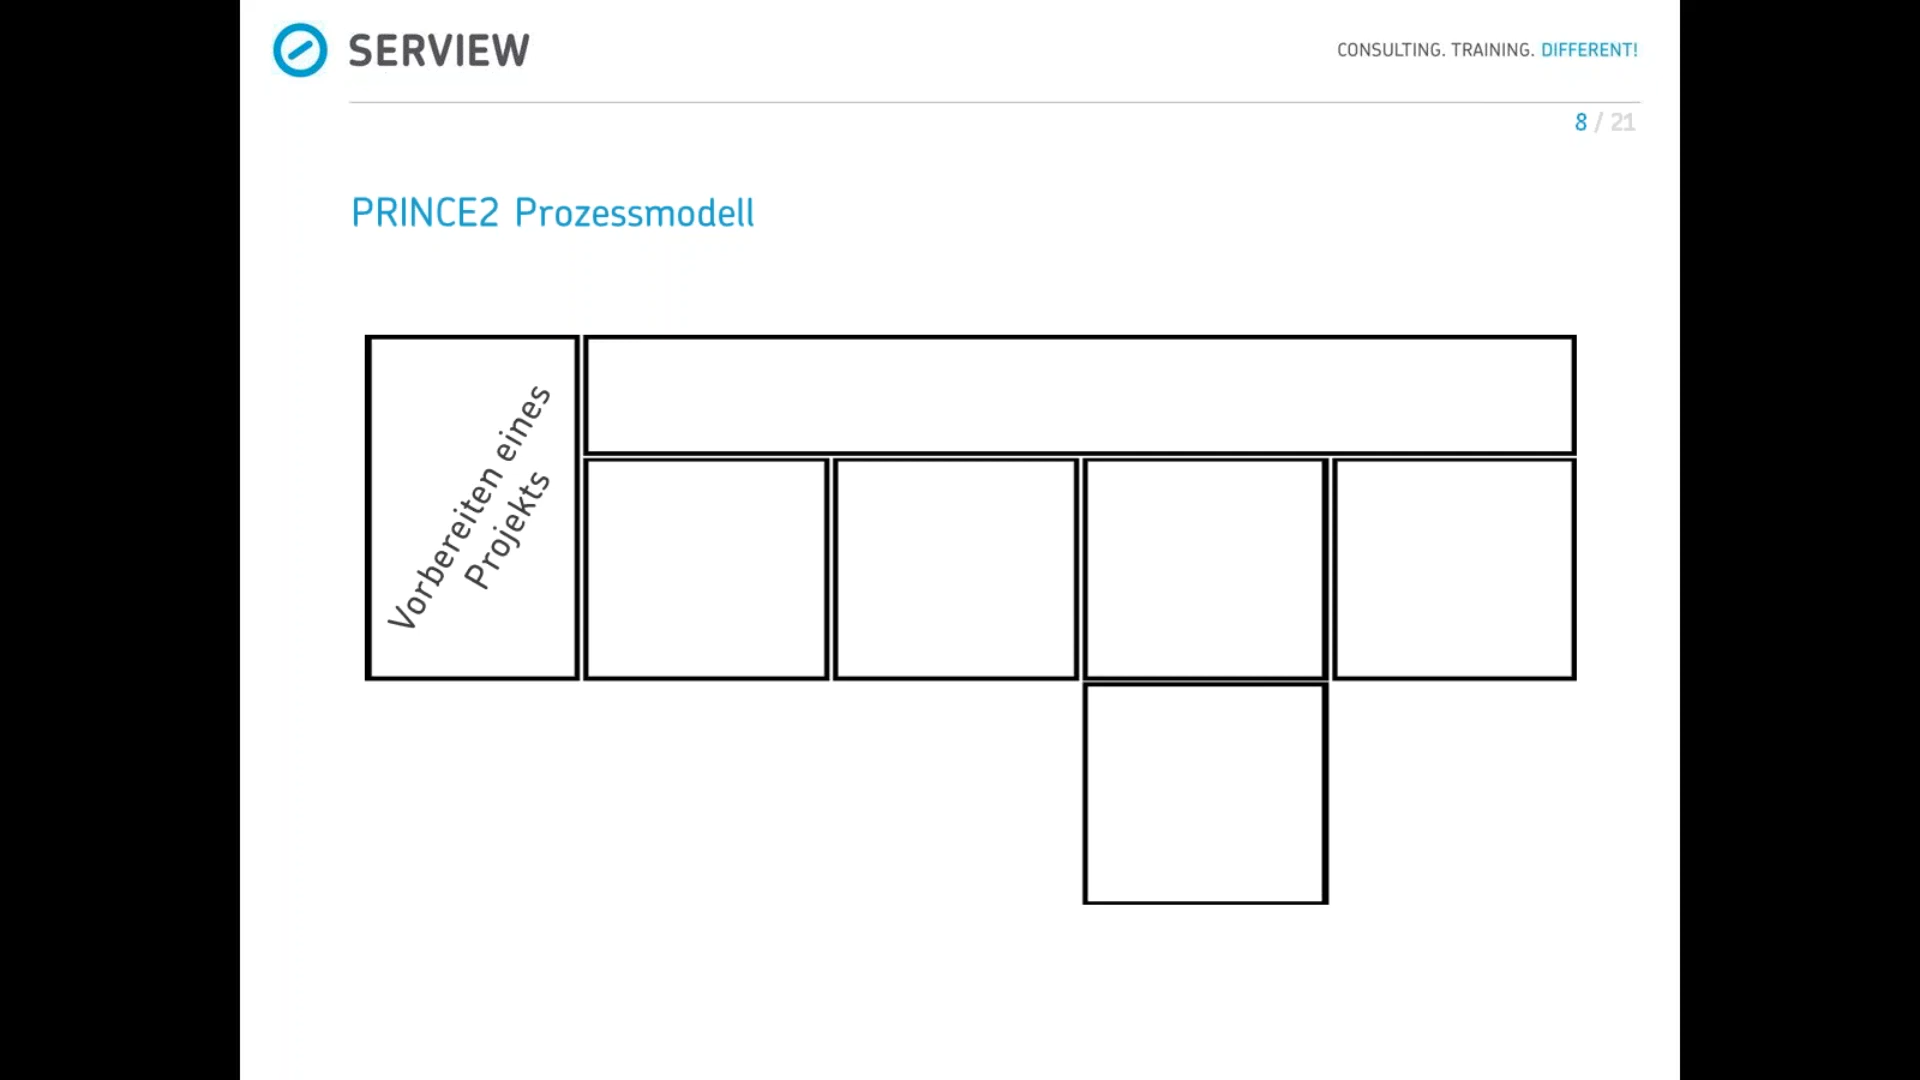 SERVIEW
CONSULTING. TRAINING. DIFFERENT!
8 / 21
PRINCE2 Prozessmodell
Vorbereiten eines
Projekts